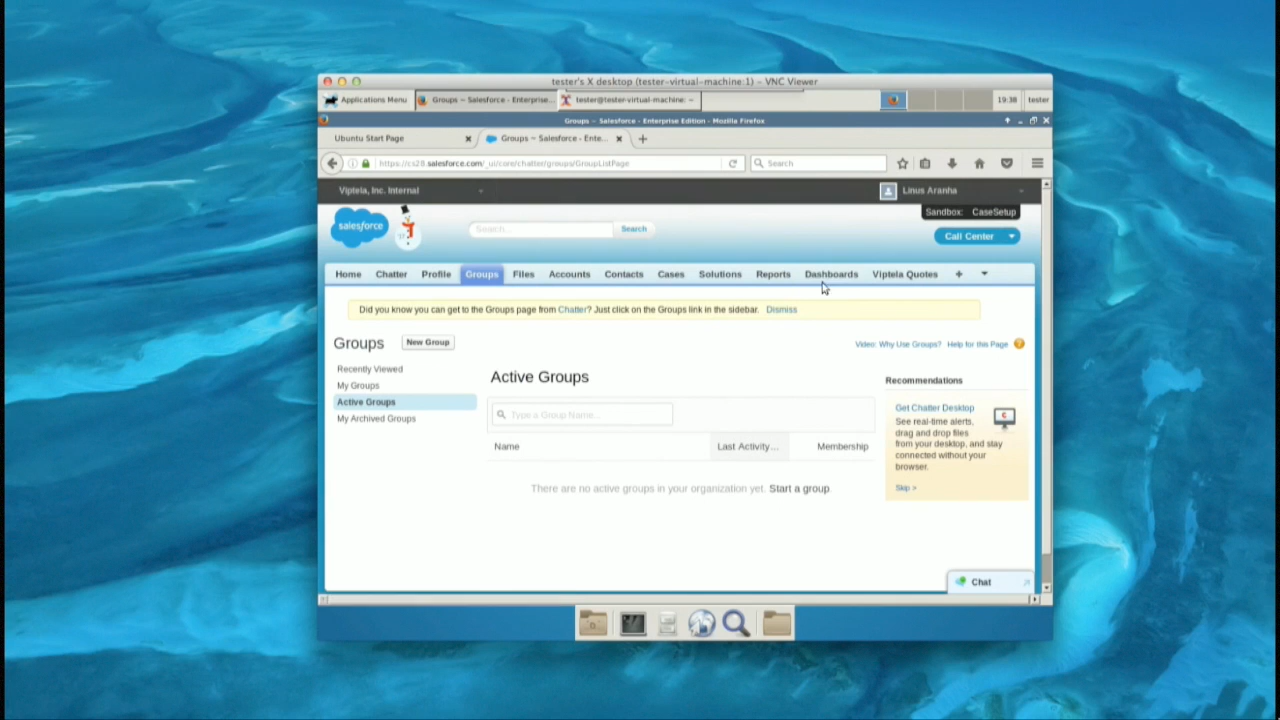 tester's X desktop (tester-virtual-machine:1) – VNC Viewer
Applications Menu
Groups ~ Salesforce - Enterprise...
tester@tester-virtual-machine: ~
19:38
tester
Groups ~ Salesforce - Enterprise Edition - Mozilla Firefox
Ubuntu Start Page
Groups ~ Salesforce - Ente...
https://cs28.salesforce.com/_ui/core/chatter/groups/GroupListPage
Search
Viptela, Inc. Internal
Linus Aranha
Sandbox: CaseSetup
salesforce
Search...
Search
Call Center
Home
Chatter
Profile
Groups
Files
Accounts
Contacts
Cases
Solutions
Reports
Dashboards
Viptela Quotes
+
Did you know you can get to the Groups page from Chatter? Just click on the Groups link in the sidebar. Dismiss
Groups
New Group
Video: Why Use Groups?
Help for this Page
Recently Viewed
My Groups
Active Groups
My Archived Groups
Active Groups
Type a Group Name...
Name
Last Activity...
Membership
There are no active groups in your organization yet. Start a group
Recommendations
Get Chatter Desktop
See real-time alerts,
drag and drop files
from your desktop, and stay
connected without your
browser.
Skip >
Chat